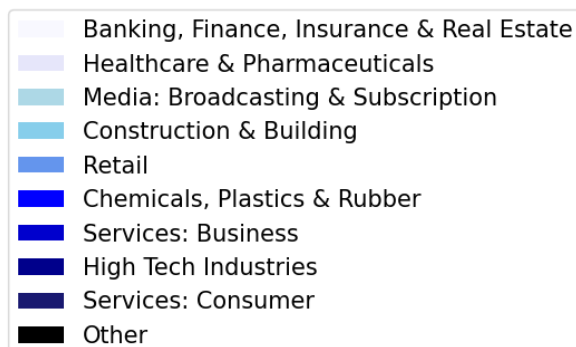 Banking, Finance, Insurance & Real Estate
Healthcare & Pharmaceuticals
Media: Broadcasting & Subscription
Construction & Building
Retail
Chemicals, Plastics & Rubber
Services: Business
High Tech Industries
Services: Consumer
Other